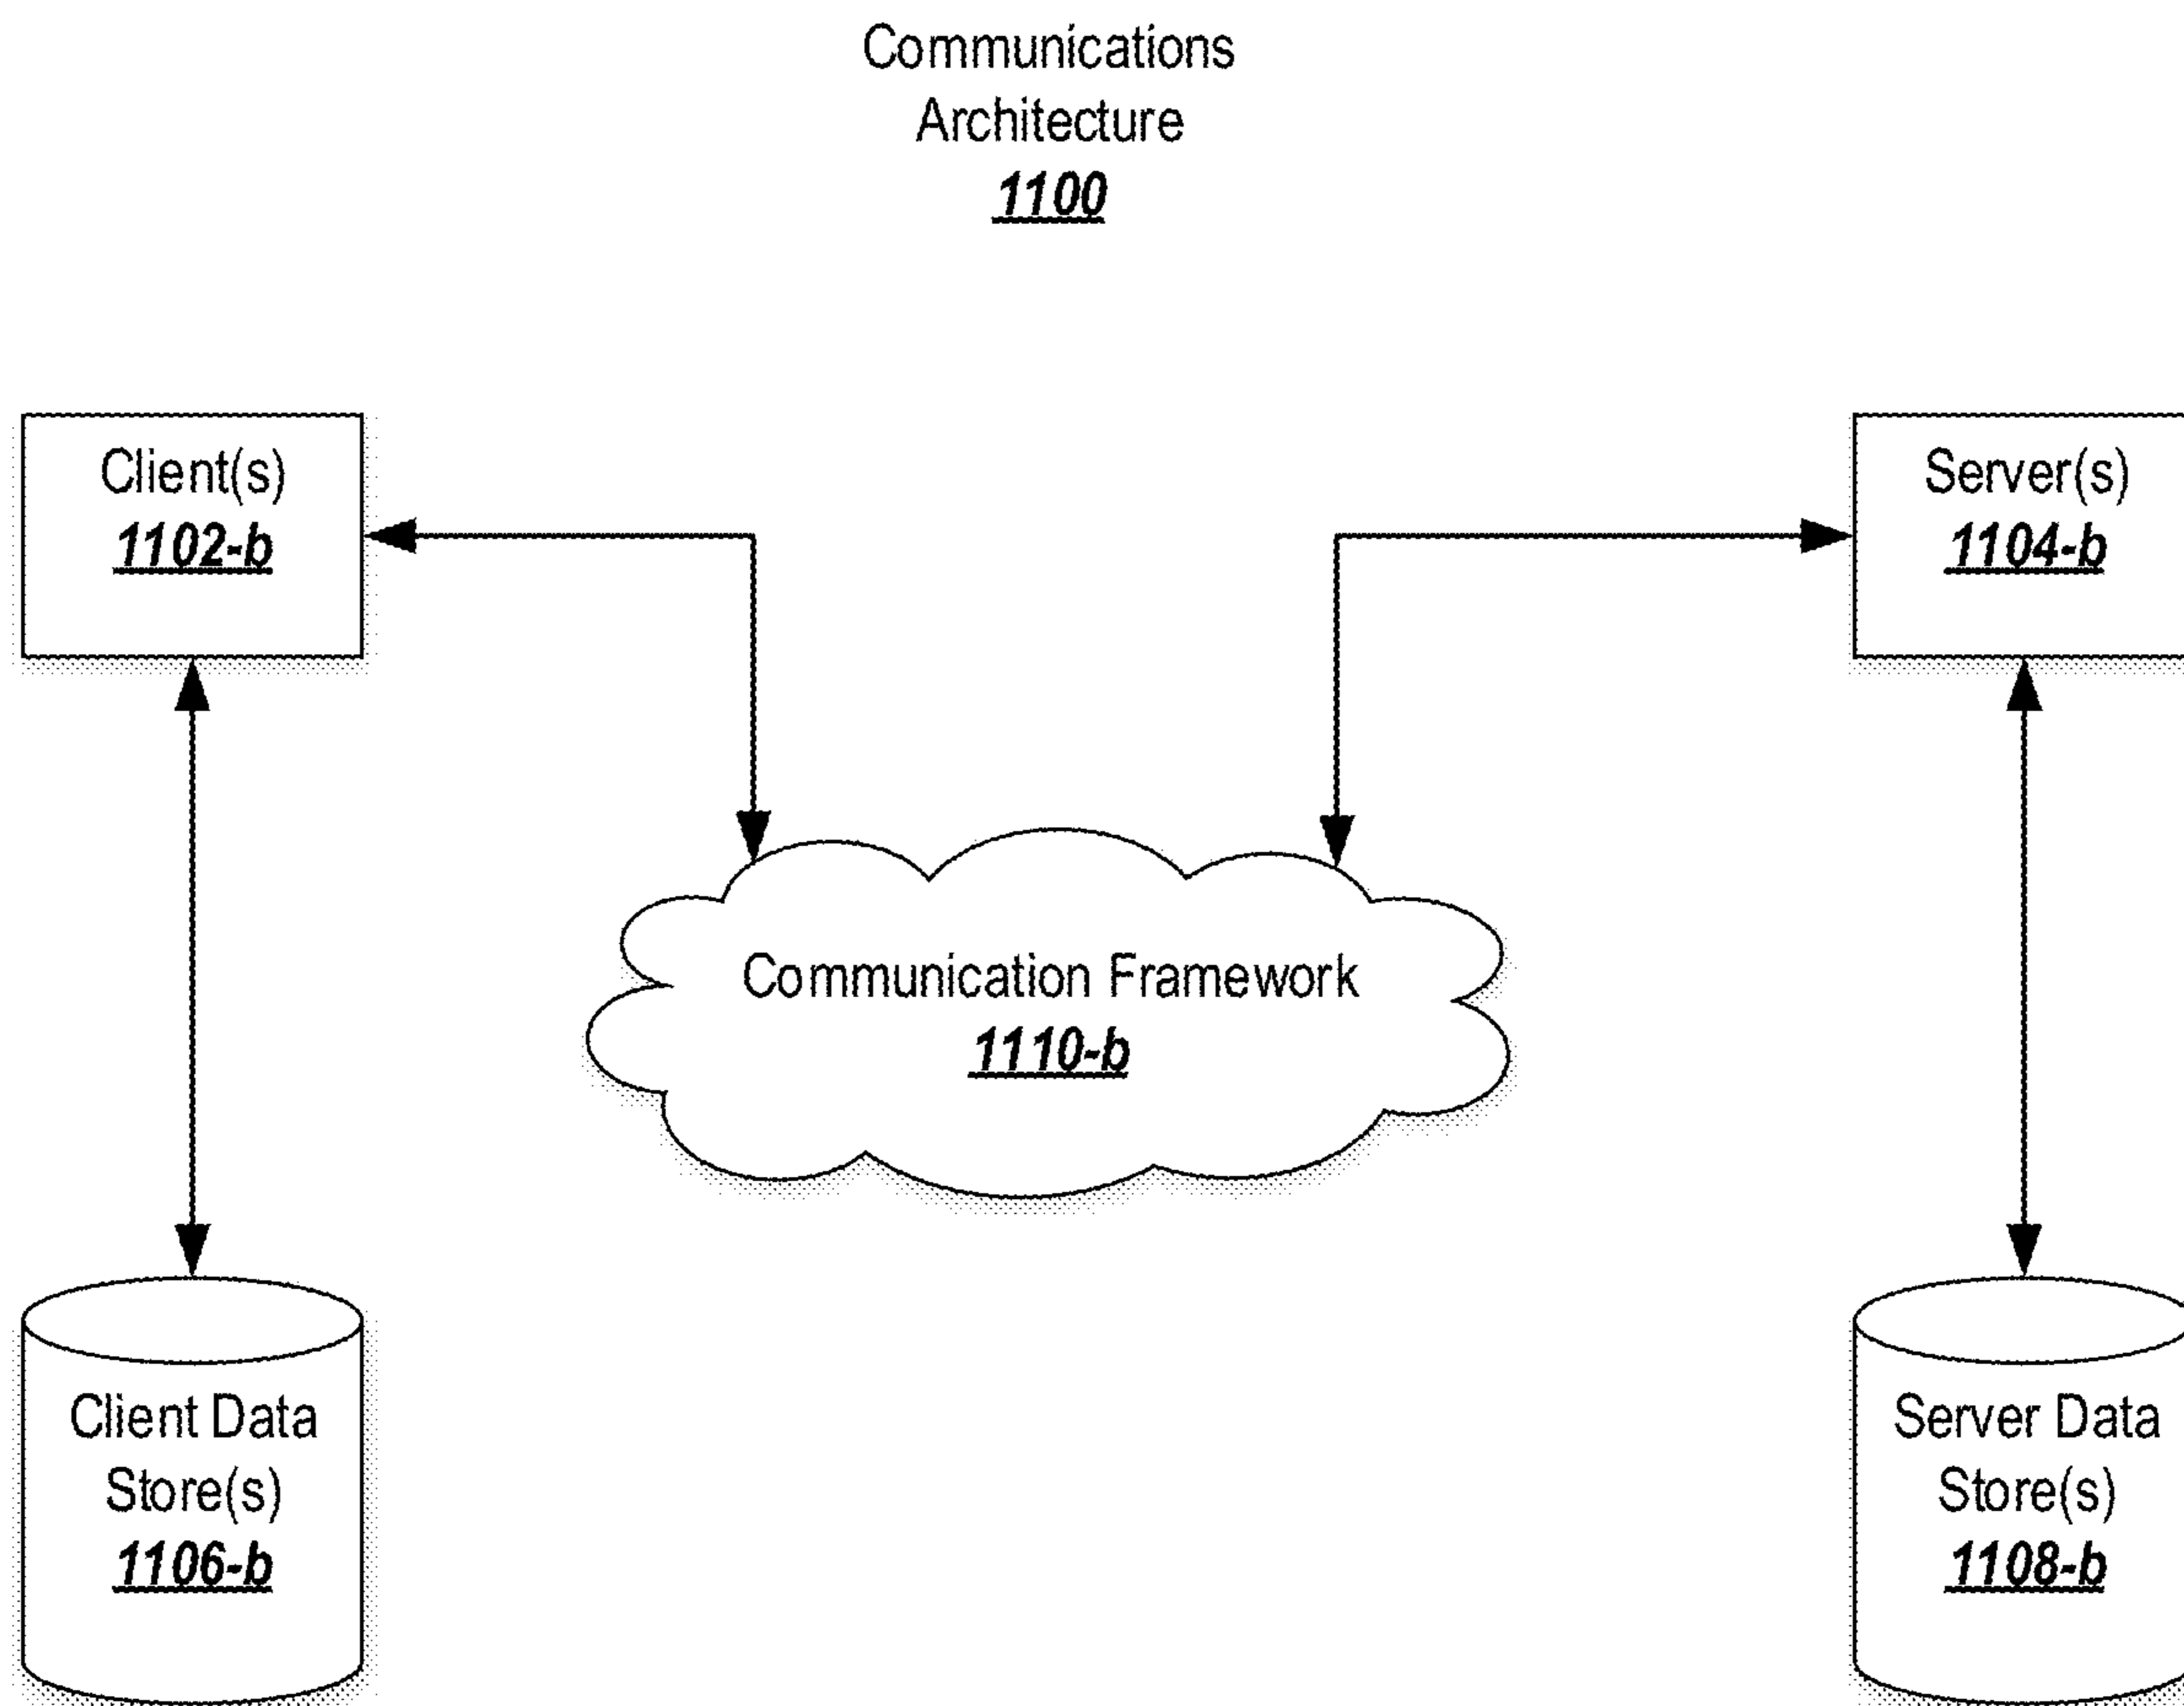 Communications
Architecture
1100
Client(s)
1102-b
Server(s)
1104-b
Communication Framework
1110-b
Client Data
Store(s)
1106-b
Server Data
Store(s)
1108-b